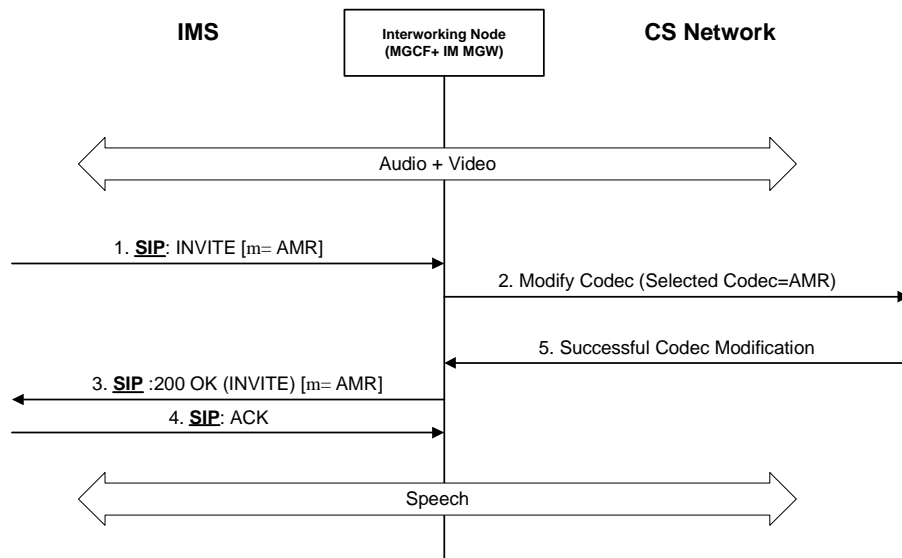 IMS
Interworking Node
(MGCF+ IM MGW)
CS Network
Audio + Video
1. SIP: INVITE [m= AMR]
2. Modify Codec (Selected Codec=AMR)
5. Successful Codec Modification
3. SIP :200 OK (INVITE) [m= AMR]
4. SIP: ACK
Speech